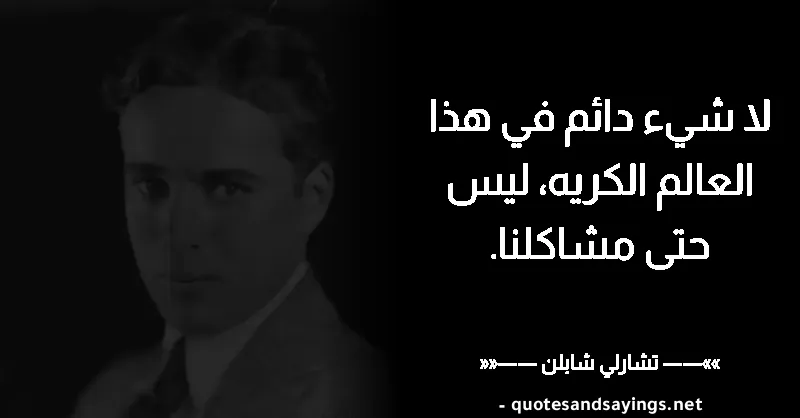 لا شيء دائم في هذا
العالم الكريه، ليس
حتى مشاكلنا.
»—— تشارلي شابلن ——««
- quotesandsayings.net